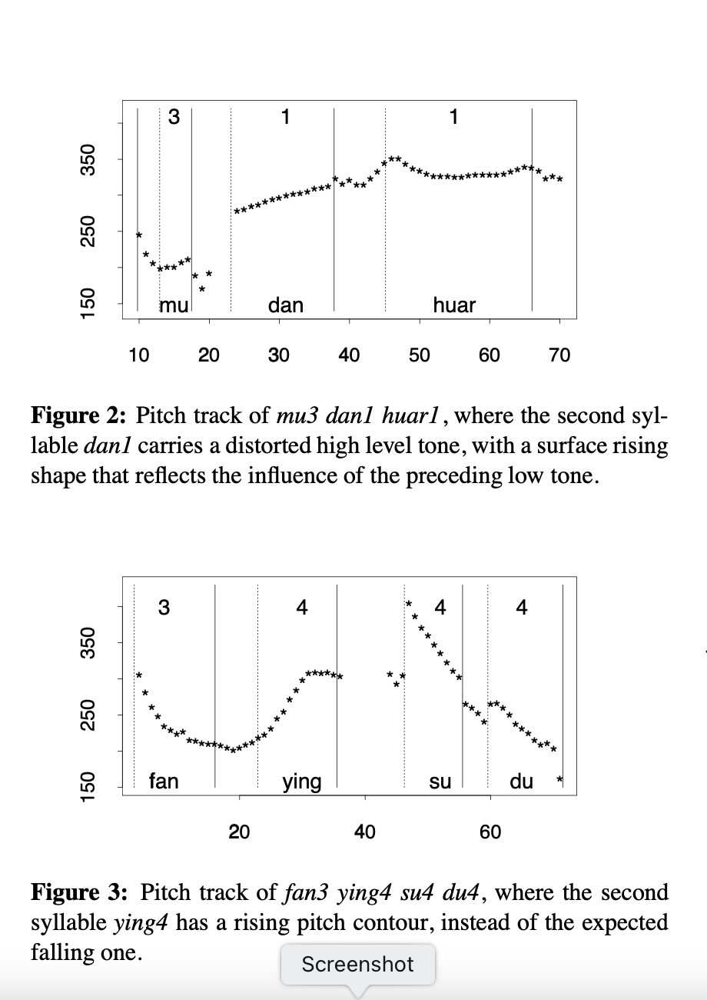 3 1 1
350
250
150
mu dan huar
10 20 30 40 50 60 70
Figure 2: Pitch track of mu3 dan1 huar1, where the second syl-
lable dan1 carries a distorted high level tone, with a surface rising
shape that reflects the influence of the preceding low tone.
3 4 4 4
350
250
150
fan ying su du
20 40 60
Figure 3: Pitch track of fan3 ying4 su4 du4, where the second
syllable ying4 has a rising pitch contour, instead of the expected
falling one.
Screenshot